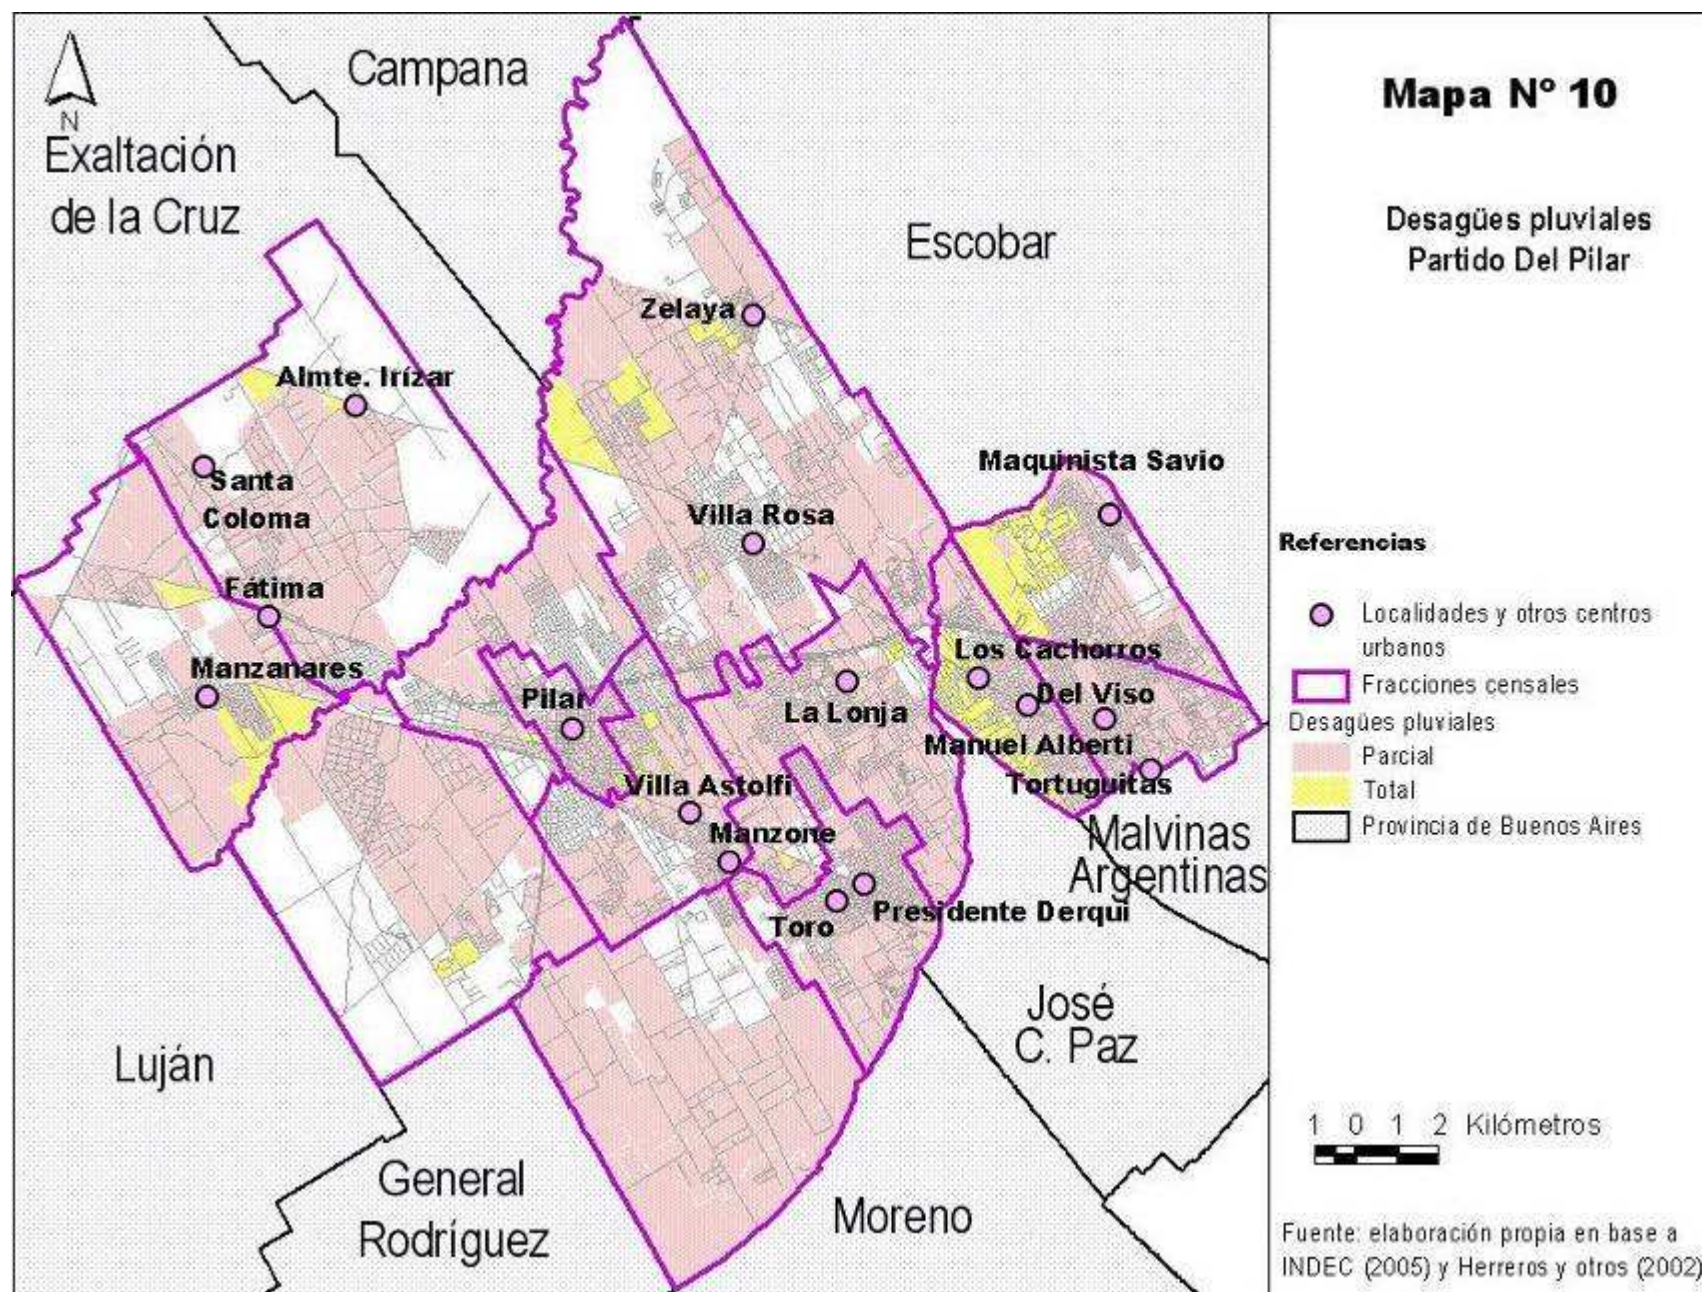 Campana
N
Exaltación
de la Cruz
Escobar
Zelaya
Almte. Irízar
Santa
Coloma
Maquinista Savio
Villa Rosa
Fátima
Manzanares
Los Cachorros
Pilar
Del Viso
La Lonja
Manuel Alberti
Villa Astolfi
Tortuguitas
Manzone
Malvinas
Argentinas
Presidente Derqui
Toro
José
C. Paz
Luján
General
Rodríguez
Moreno
Mapa Nº 10
Desagües pluviales
Partido Del Pilar
Referencias
Localidades y otros centros
urbanos
Fracciones censales
Desagües pluviales
Parcial
Total
Provincia de Buenos Aires
1 0 1 2 Kilómetros
Fuente: elaboración propia en base a
INDEC (2005) y Herreros y otros (2002)